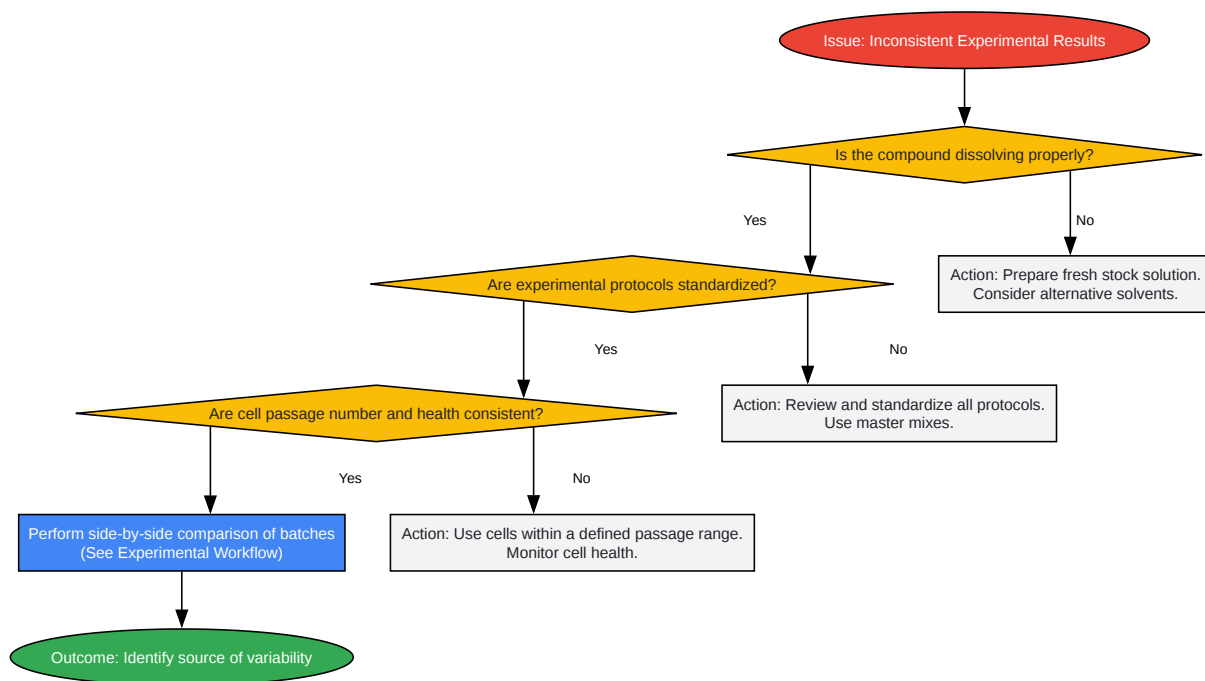 Issue: Inconsistent Experimental Results
Is the compound dissolving properly?
Yes
No
Action: Prepare fresh stock solution.
Consider alternative solvents.
Are experimental protocols standardized?
Yes
No
Action: Review and standardize all protocols.
Use master mixes.
Are cell passage number and health consistent?
Yes
No
Perform side-by-side comparison of batches
(See Experimental Workflow)
Action: Use cells within a defined passage range.
Monitor cell health.
Outcome: Identify source of variability